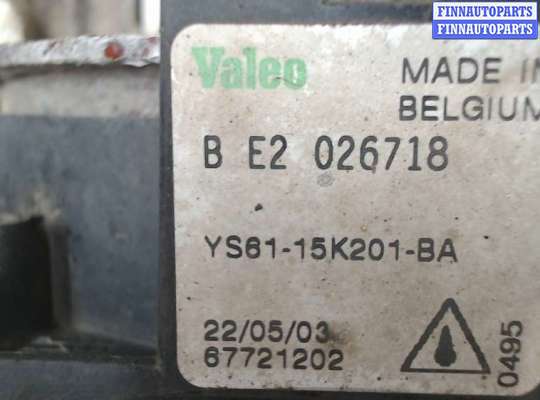 FINNAUTOPARTS
FINNAUTOPARTS
Valeo
MADE IN
BELGIUM
B E2 026718
YS61-15K201-BA
22/05/03
67721202
0495